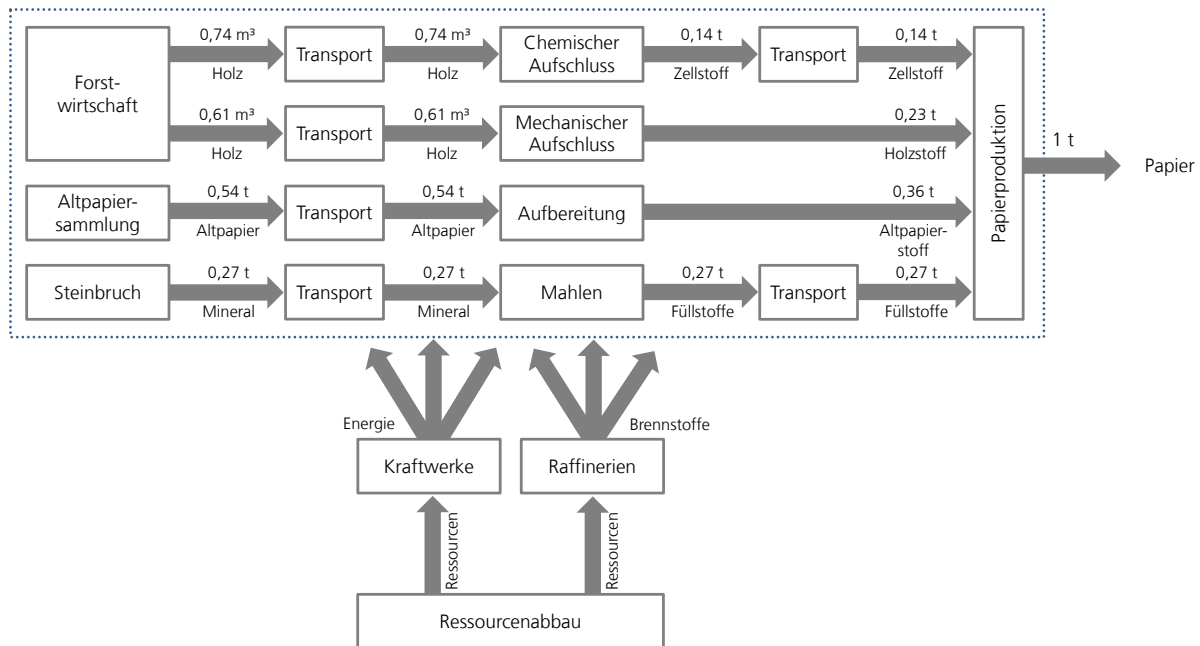 0,74 m³
Holz
Transport
0,74 m³
Holz
Chemischer
Aufschluss
0,14 t
Zellstoff
Transport
0,14 t
Zellstoff
Forst-
wirtschaft
0,61 m³
Holz
Transport
0,61 m³
Holz
Mechanischer
Aufschluss
0,23 t
Holzstoff
Papierproduktion
1 t
Papier
Altpapier-
sammlung
0,54 t
Altpapier
Transport
0,54 t
Altpapier
Aufbereitung
0,36 t
Altpapier-
stoff
Steinbruch
0,27 t
Mineral
Transport
0,27 t
Mineral
Mahlen
0,27 t
Füllstoffe
Transport
0,27 t
Füllstoffe
Energie
Brennstoffe
Kraftwerke
Raffinerien
Ressourcen
Ressourcen
Ressourcenabbau